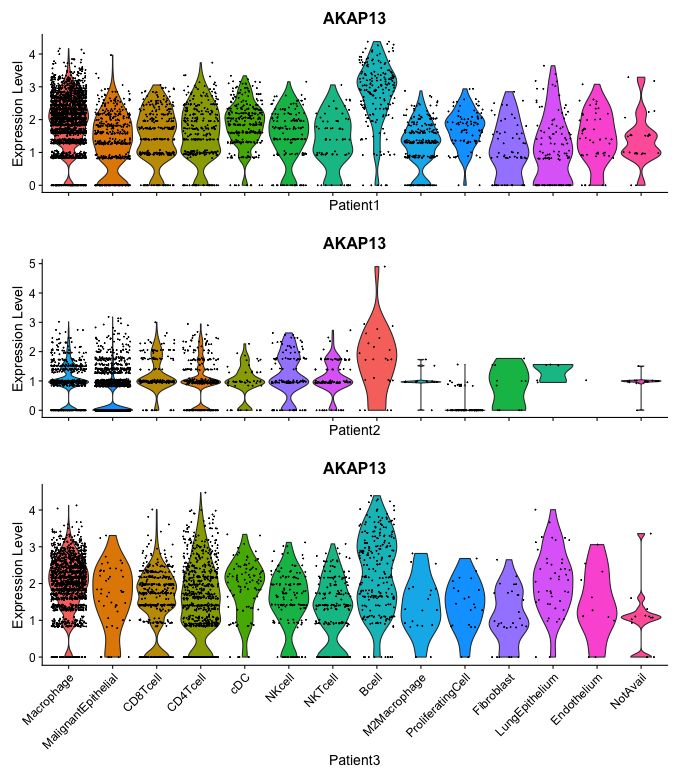 AKAP13
Expression Level
4
3
2
1
0
Patient1
AKAP13
Expression Level
5
4
3
2
1
0
Patient2
AKAP13
Expression Level
4
3
2
1
0
Macrophage
MalignantEpithelial
CD8Tcell
CD4Tcell
cDC
NKcell
NKTcell
Bcell
M2Macrophage
ProliferatingCell
Fibroblast
LungEpithelium
Endothelium
NotAvail
Patient3